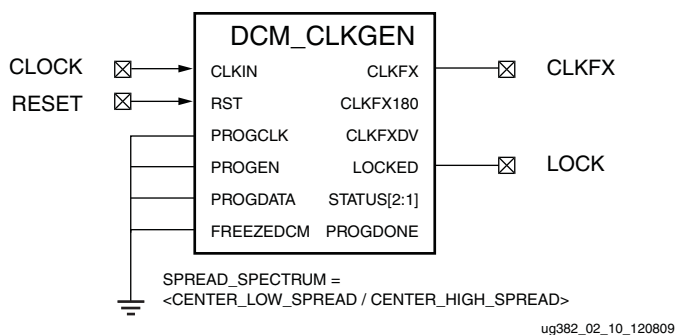 DCM_CLKGEN
CLOCK
CLKIN
CLKFX
CLKFX
RESET
RST
CLKFX180
PROGCLK
CLKFXDV
PROGEN
LOCKED
LOCK
PROGDATA
STATUS[2:1]
FREEZEDCM
PROGDONE
SPREAD_SPECTRUM =
<CENTER_LOW_SPREAD / CENTER_HIGH_SPREAD>
ug382_02_10_120809